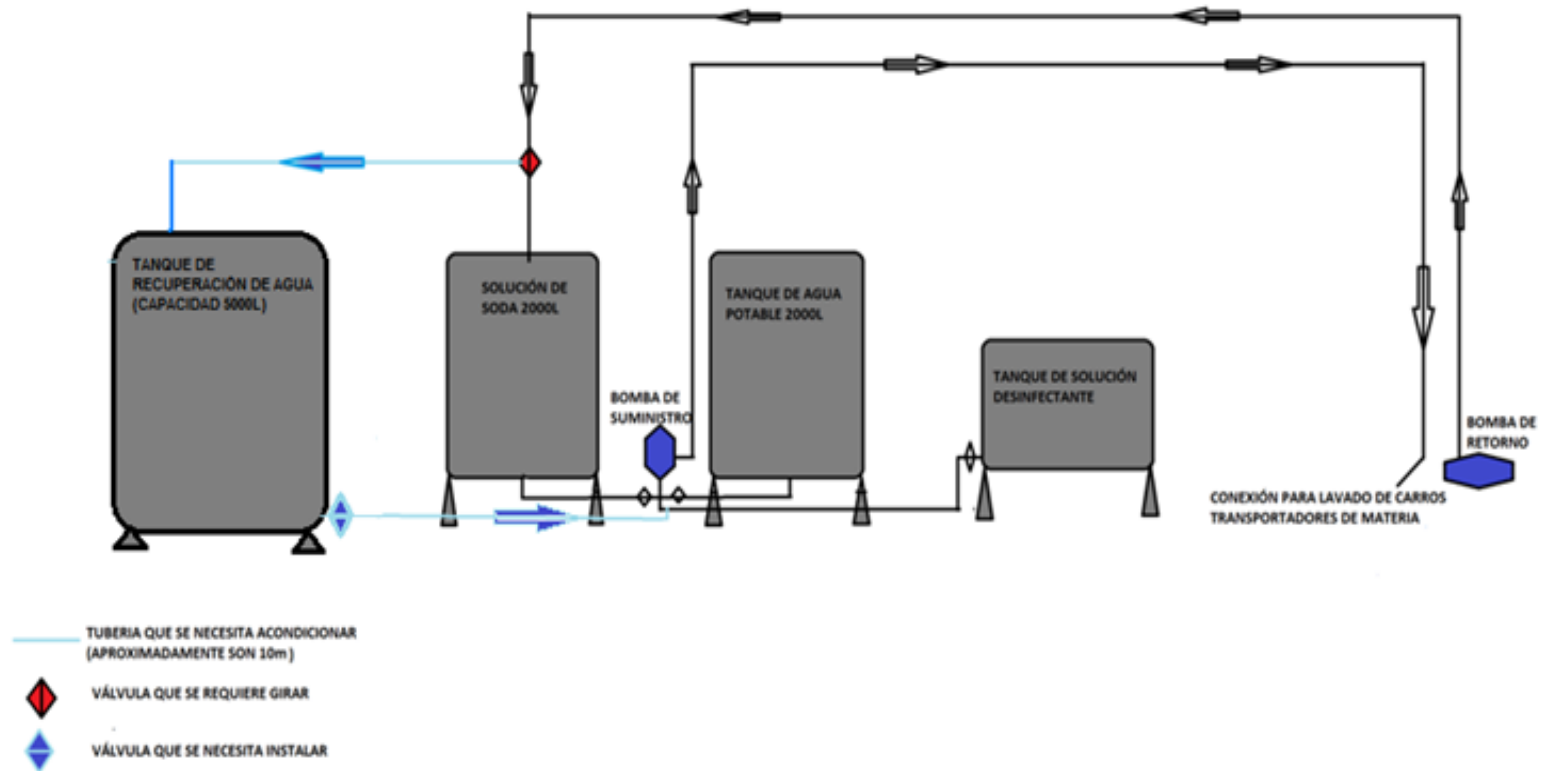 TANQUE DE
RECUPERACIÓN DE AGUA
(CAPACIDAD 5000L)
SOLUCIÓN DE
SODA 2000L
TANQUE DE AGUA
POTABLE 2000L
BOMBA DE
SUMINISTRO
TANQUE DE SOLUCIÓN
DESINFECTANTE
BOMBA DE
RETORNO
CONEXIÓN PARA LAVADO DE CARROS
TRANSPORTADORES DE MATERIA
TUBERIA QUE SE NECESITA ACONDICIONAR
(APROXIMADAMENTE SON 10m)
VÁLVULA QUE SE REQUIERE GIRAR
VÁLVULA QUE SE NECESITA INSTALAR